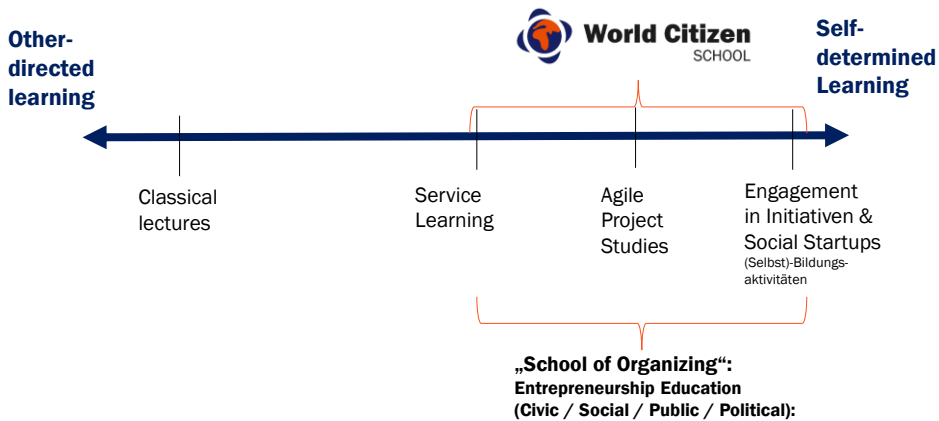 Other-
directed
learning
World Citizen
SCHOOL
Self-
determined
Learning
Classical
lectures
Service
Learning
Agile
Project
Studies
Engagement
in Initiativen &
Social Startups
(Selbst)-Bildungs-
aktivitäten
„School of Organizing“:
Entrepreneurship Education
(Civic / Social / Public / Political):